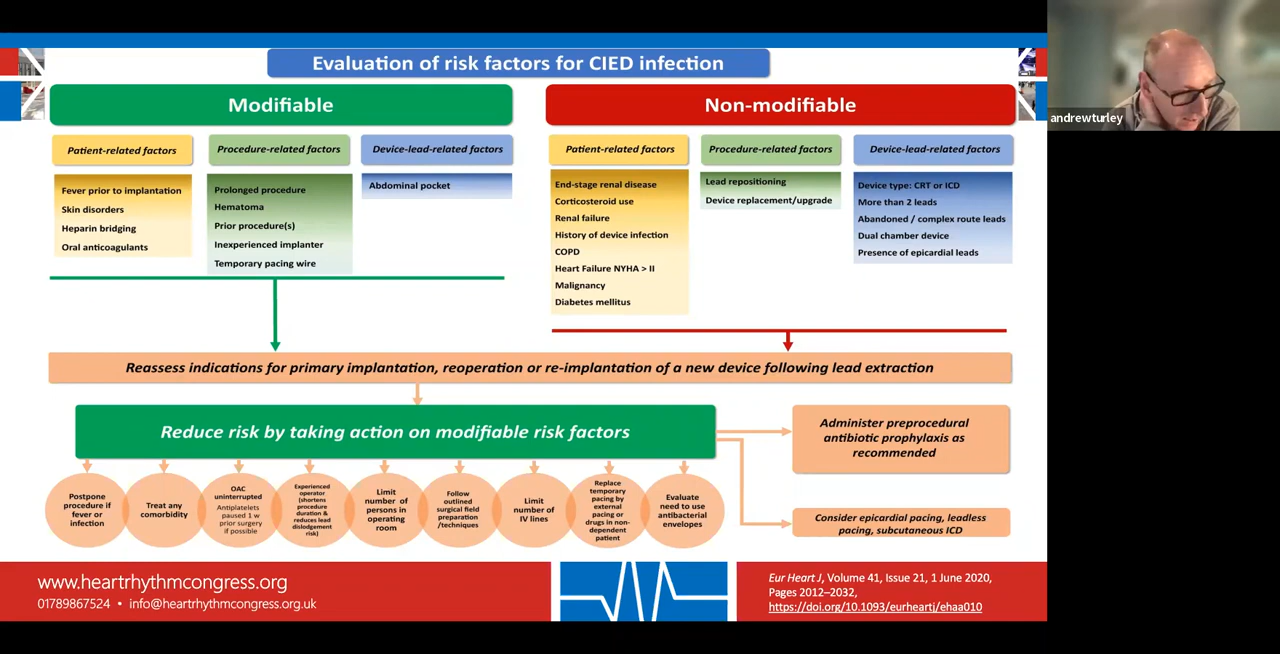 Evaluation of risk factors for CIED infection
Modifiable
Patient-related factors
Fever prior to implantation
Skin disorders
Heparin bridging
Oral anticoagulants
Procedure-related factors
Prolonged procedure
Hematoma
Prior procedure(s)
Inexperienced implanter
Temporary pacing wire
Device-lead-related factors
Abdominal pocket
Non-modifiable
Patient-related factors
End-stage renal disease
Corticosteroid use
Renal failure
History of device infection
COPD
Heart Failure NYHA > II
Malignancy
Diabetes mellitus
Procedure-related factors
Lead repositioning
Device replacement/upgrade
Device-lead-related factors
Device type: CRT or ICD
More than 2 leads
Abandoned / complex route leads
Dual chamber device
Presence of epicardial leads
andrewturley
Reassess indications for primary implantation, reoperation or re-implantation of a new device following lead extraction
Reduce risk by taking action on modifiable risk factors
Administer preprocedural
antibiotic prophylaxis as
recommended
Postpone
procedure if
fever or
infection
Treat any
comorbidity
OAC
uninterrupted
Antiplatelets
paused 1 w
prior surgery
if possible
Experienced
operator
(shortens
procedure
duration &
reduces lead
dislodgement
risk)
Limit
number of
persons in
operating
room
Follow
outlined
surgical field
preparation
/techniques
Limit
number of
IV lines
Replace
temporary
pacing by
external
pacing or
drugs in non-
dependent
patient
Evaluate
need to use
antibacterial
envelopes
Consider epicardial pacing, leadless
pacing, subcutaneous ICD
www.heartrhythmcongress.org
01789867524 • info@heartrhythmcongress.org.uk
Eur Heart J, Volume 41, Issue 21, 1 June 2020,
Pages 2012–2032,
https://doi.org/10.1093/eurheartj/ehaa010